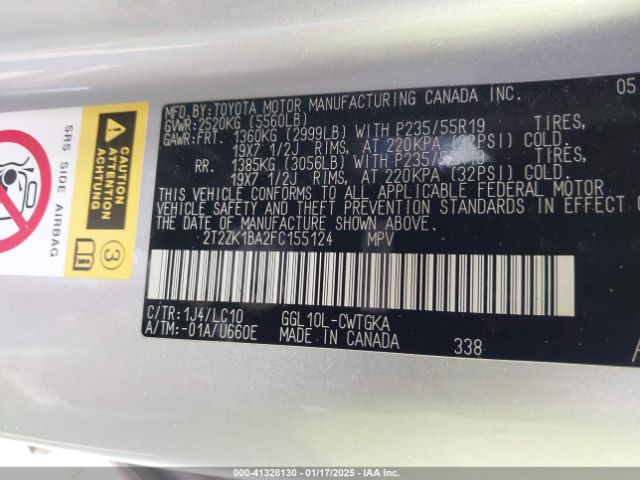 MFD.BY:TOYOTA MOTOR MANUFACTURING CANADA INC. 05
GVWR:2520KG (5560LB)
GAWR:FRT. 1360KG (2999LB) WITH P235/55R19 TIRES,
19X7 1/2J RIMS, AT 220KPA (32PSI) COLD.
RR. 1385KG (3056LB) WITH P235/55R19 TIRES,
19X7 1/2J RIMS, AT 220KPA (32PSI) COLD.
THIS VEHICLE CONFORMS TO ALL APPLICABLE FEDERAL MOTOR
VEHICLE SAFETY AND THEFT PREVENTION STANDARDS IN EFFECT
THE DATE OF MANUFACTURE SHOWN ABOVE.
2T2ZK1BA2FC155124 MPV
C/TR:1J4/LC10 GGL10L-CWTGKA
A/TM:-01A/U660E MADE IN CANADA 338
SRS SIDE AIRBAG
CAUTION
ATTENTION
ACHTUNG
3
000-41328130 - 01/17/2025 - IAAI Inc.